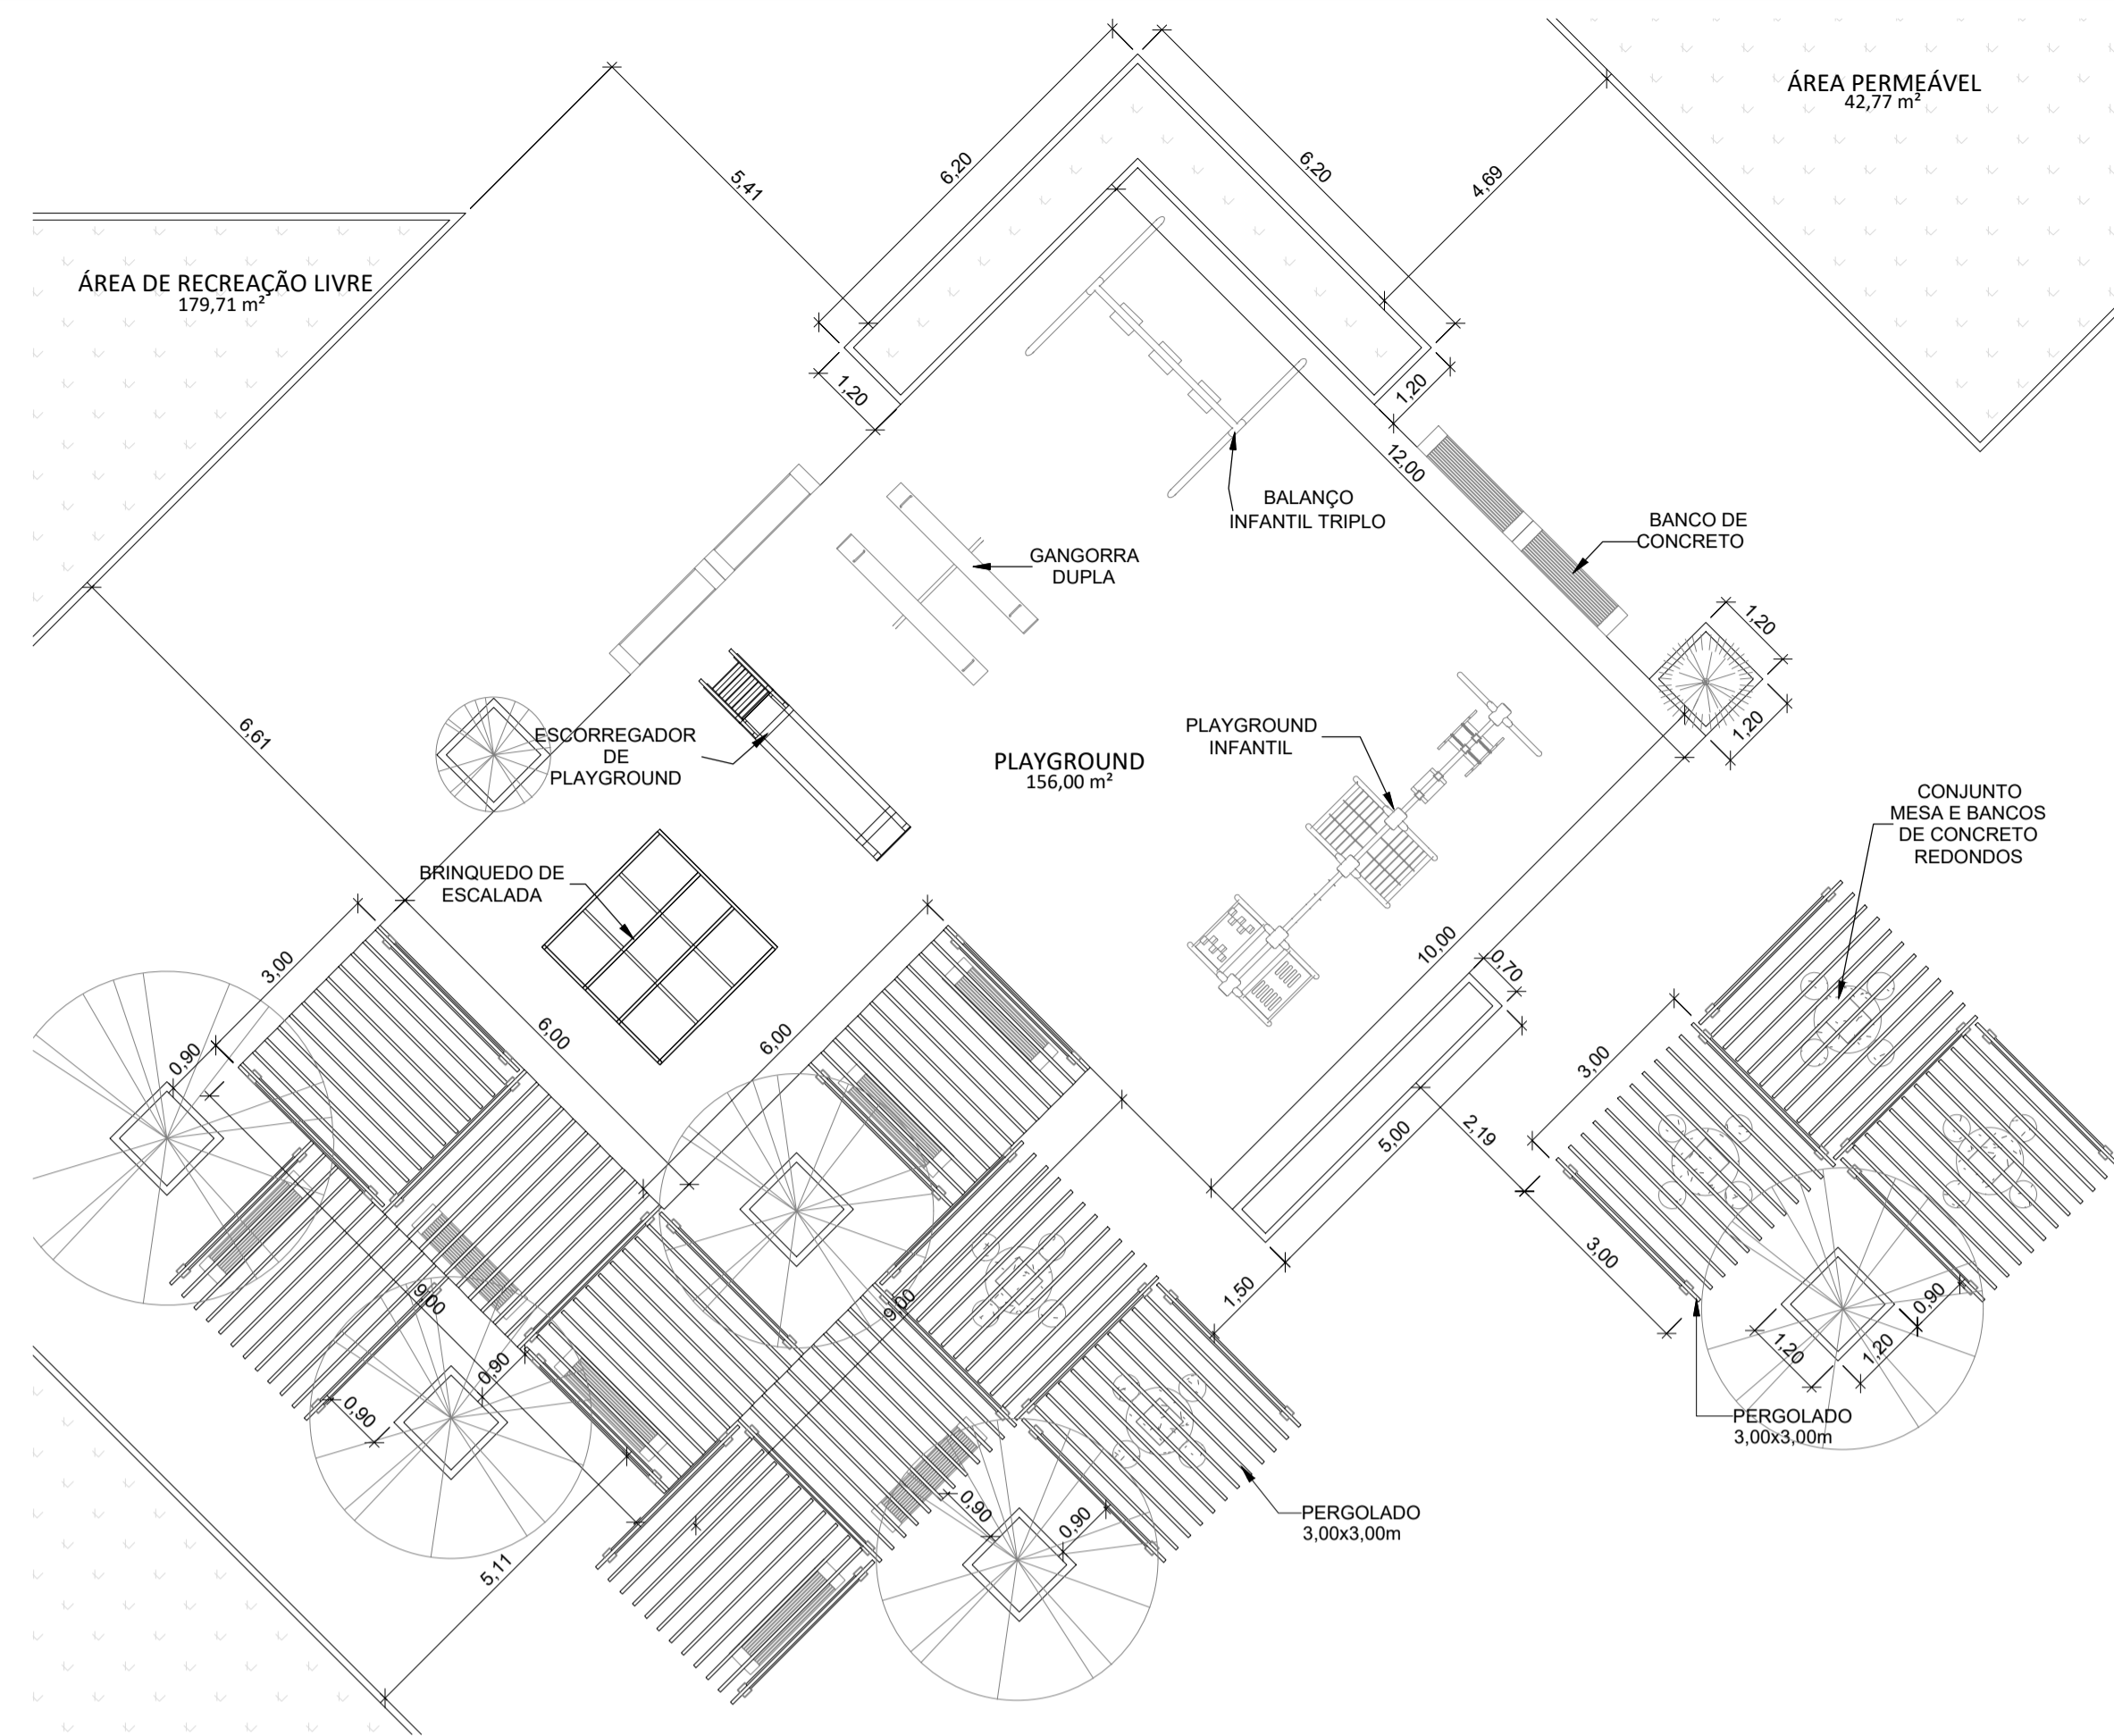 ÁREA PERMEÁVEL
42,77 m²
6,20
6,20
5,41
4,69
ÁREA DE RECREAÇÃO LIVRE
179,71 m²
1,20
1,20
12,00
BALANÇO
INFANTIL TRIPLO
BANCO DE
CONCRETO
GANGORRA
DUPLA
1,20
1,20
6,61
ESCORREGADOR
DE
PLAYGROUND
PLAYGROUND
156,00 m²
PLAYGROUND
INFANTIL
CONJUNTO
MESA E BANCOS
DE CONCRETO
REDONDOS
BRINQUEDO DE
ESCALADA
3,00
10,00
0,70
6,00
6,00
0,90
3,00
5,00
2,19
3,00
1,50
9,00
9,00
0,90
0,90
0,90
1,20
1,20
PERGOLADO
3,00x3,00m
0,90
0,90
PERGOLADO
3,00x3,00m
5,11